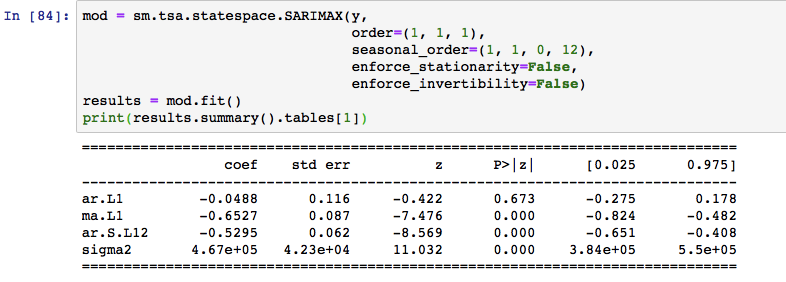 In [84]: mod = sm.tsa.statespace.SARIMAX(y,
order=(1, 1, 1),
seasonal_order=(1, 1, 0, 12),
enforce_stationarity=False,
enforce_invertibility=False)
results = mod.fit()
print(results.summary().tables[1])
==============================================================================
coef std err z P>|z| [0.025 0.975]
------------------------------------------------------------------------------
ar.L1 -0.0488 0.116 -0.422 0.673 -0.275 0.178
ma.L1 -0.6527 0.087 -7.476 0.000 -0.824 -0.482
ar.S.L12 -0.5295 0.062 -8.569 0.000 -0.651 -0.408
sigma2 4.67e+05 4.23e+04 11.032 0.000 3.84e+05 5.5e+05
==============================================================================